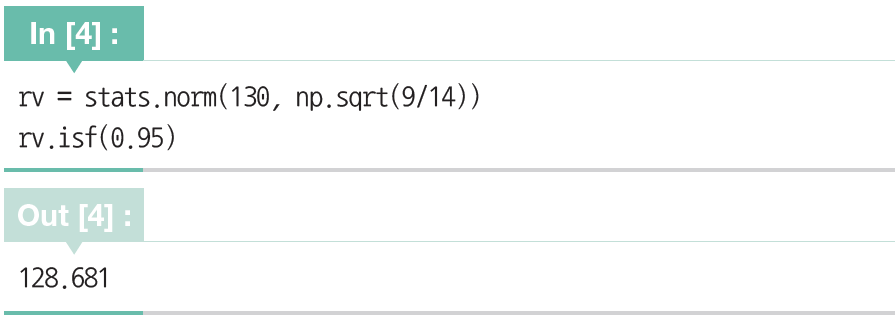 In [4] :
rv = stats.norm(130, np.sqrt(9/14))
rv.isf(0.95)
Out [4] :
128.681